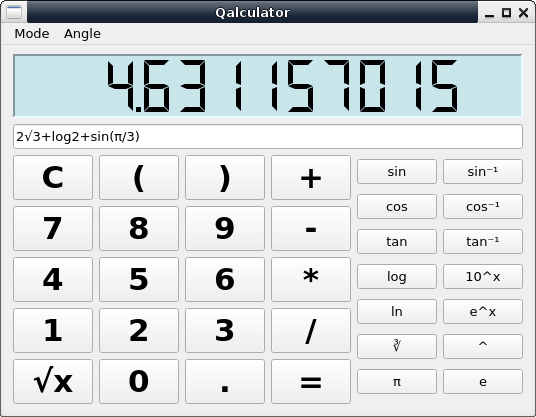 Qalculator
Mode Angle
4.631157015
2√3+log2+sin(π/3)
C ( ) + sin sin⁻¹
7 8 9 - cos cos⁻¹
4 5 6 * tan tan⁻¹
log 10^x
1 2 3 / ln e^x
∛ ^
√x 0 . = π e